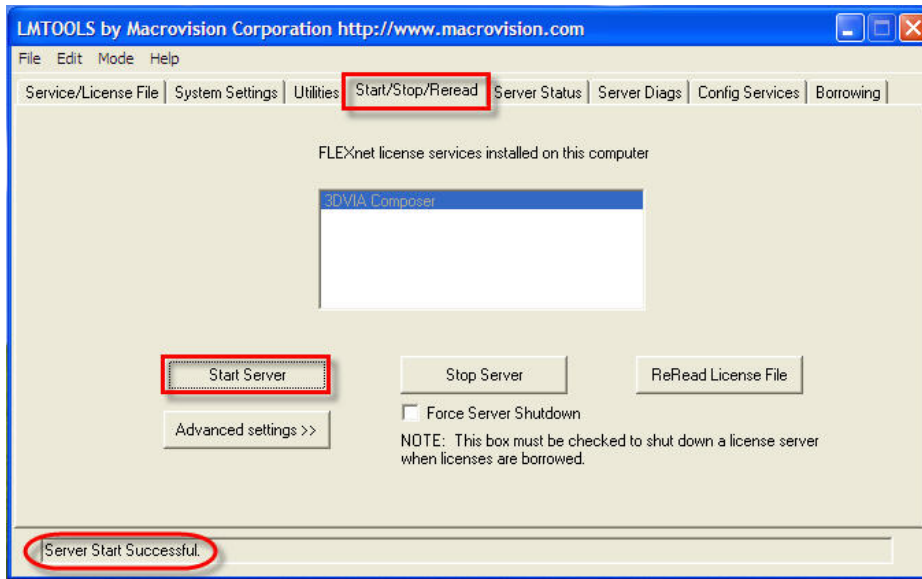 LMTOOLS by Macrovision Corporation http://www.macrovision.com
File Edit Mode Help
Service/License File System Settings Utilities Start/Stop/Reread Server Status Server Diags Config Services Borrowing
FLEXnet license services installed on this computer
3DVIA Composer
Start Server Stop Server ReRead License File
Force Server Shutdown
Advanced settings >>
NOTE: This box must be checked to shut down a license server
when licenses are borrowed.
Server Start Successful.